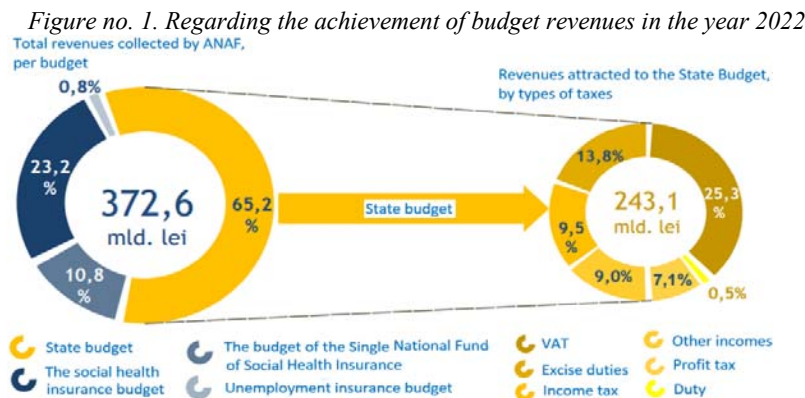 Figure no. 1. Regarding the achievement of budget revenues in the year 2022
Total revenues collected by ANAF,
per budget
0,8%
23,2
%
372,6
mld. lei
65,2
%
10,8
%
State budget
Revenues attracted to the State Budget,
by types of taxes
13,8%
25,3
%
243,1
mld. lei
9,5
%
9,0%
7,1%
0,5%
State budget
The social health
insurance budget
The budget of the Single National Fund
of Social Health Insurance
Unemployment insurance budget
VAT
Excise duties
Income tax
Other incomes
Profit tax
Duty